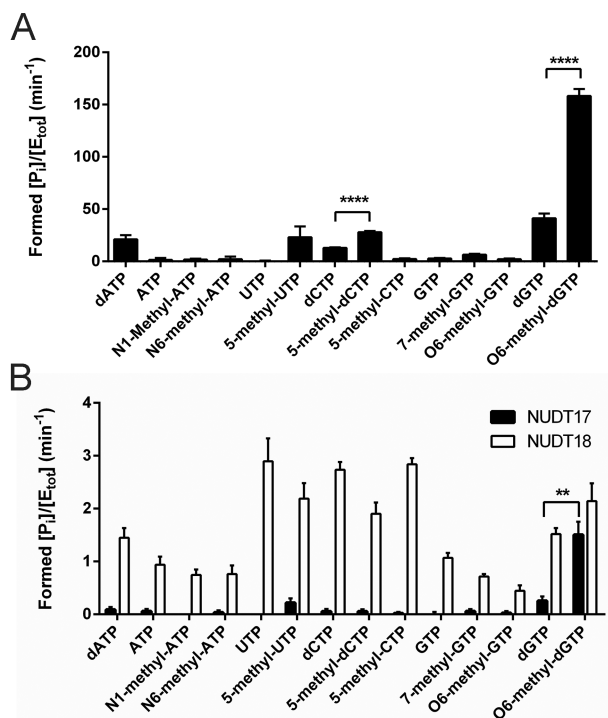 A
Formed [Pi]/[Etot] (min-1)
200
150
100
50
0
****
****
dATP
ATP
N1-Methyl-ATP
N6-methyl-ATP
UTP
5-methyl-UTP
dCTP
5-methyl-dCTP
5-methyl-CTP
GTP
7-methyl-GTP
O6-methyl-GTP
dGTP
O6-methyl-dGTP
B
Formed [Pi]/[Etot] (min-1)
4
3
2
1
0
NUDT17
NUDT18
**
dATP
ATP
N1-methyl-ATP
N6-methyl-ATP
UTP
5-methyl-UTP
dCTP
5-methyl-dCTP
5-methyl-CTP
GTP
7-methyl-GTP
O6-methyl-GTP
dGTP
O6-methyl-dGTP